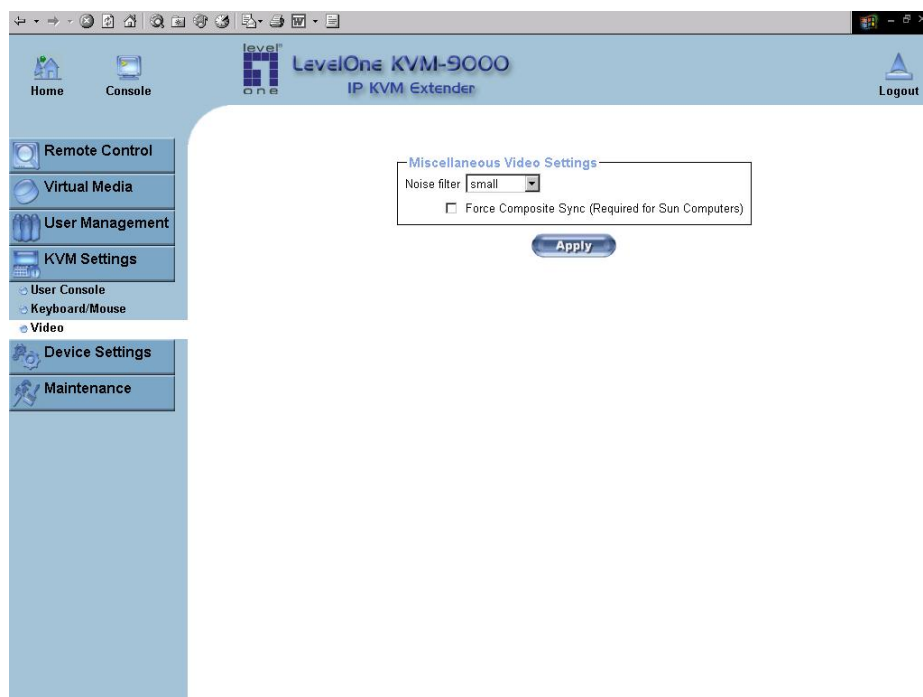 level
one
LevelOne KVM-9000
IP KVM Extender
Home
Console
Logout
Remote Control
Virtual Media
User Management
KVM Settings
User Console
Keyboard/Mouse
Video
Device Settings
Maintenance
Miscellaneous Video Settings
Noise filter small
Force Composite Sync (Required for Sun Computers)
Apply